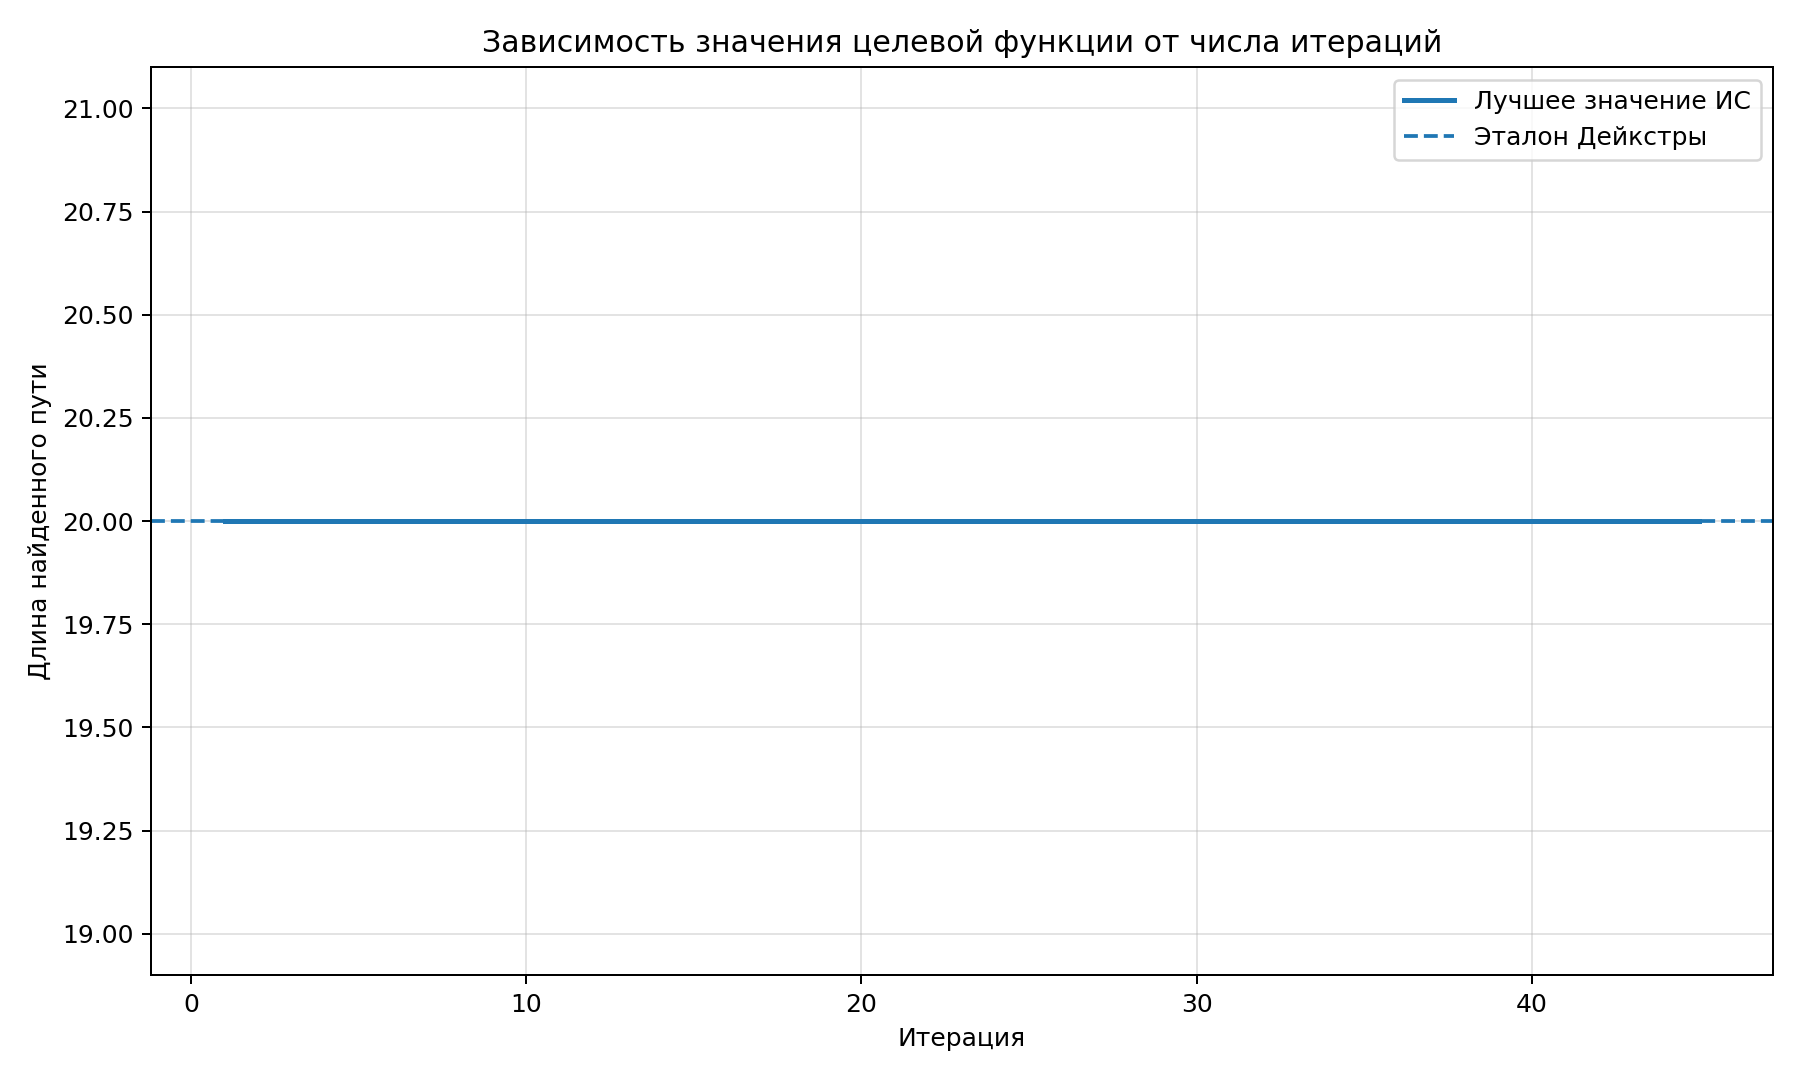 Зависимость значения целевой функции от числа итераций
Лучшее значение ИС
Эталон Дейкстры
21.00
20.75
20.50
20.25
20.00
19.75
19.50
19.25
19.00
Длина найденного пути
0 10 20 30 40
Итерация